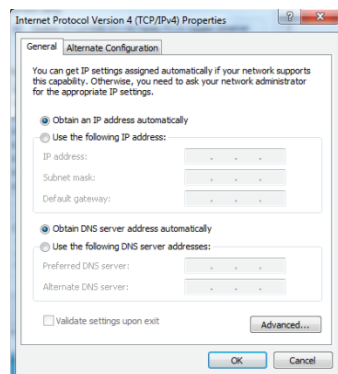 Internet Protocol Version 4 (TCP/IPv4) Properties
General
Alternate Configuration
You can get IP settings assigned automatically if your network supports
this capability. Otherwise, you need to ask your network administrator
for the appropriate IP settings.
Obtain an IP address automatically
Use the following IP address:
IP address:
Subnet mask:
Default gateway:
Obtain DNS server address automatically
Use the following DNS server addresses:
Preferred DNS server:
Alternate DNS server:
Validate settings upon exit
Advanced...
OK
Cancel